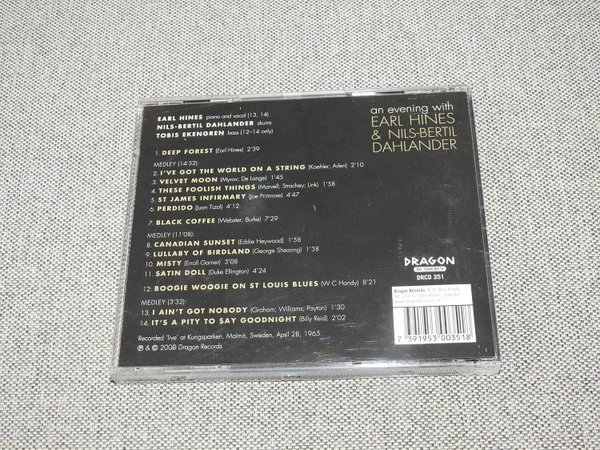 EARL HINES piano and vocal (13, 14)
NILS-BERTIL DAHLANDER drums
TOBIS EKENGREN bass (12–14 only)
1. DEEP FOREST (Earl Hines) 2'39
MEDLEY (14'52):
2. I'VE GOT THE WORLD ON A STRING (Koehler; Arlen) 2'10
3. VELVET MOON (Myrov; De Lange) 1'45
4. THESE FOOLISH THINGS (Marvell; Strachey; Link) 1'58
5. ST JAMES INFIRMARY (Joe Primrose) 4'47
6. PERDIDO (Juan Tizol) 4'12
7. BLACK COFFEE (Webster; Burke) 7'29
MEDLEY (11'08):
8. CANADIAN SUNSET (Eddie Heywood) 1'58
9. LULLABY OF BIRDLAND (George Shearing) 1'38
10. MISTY (Erroll Garner) 3'08
11. SATIN DOLL (Duke Ellington) 4'24
12. BOOGIE WOOGIE ON ST LOUIS BLUES (W C Handy) 8'21
MEDLEY (3'32):
13. I AIN'T GOT NOBODY (Graham; Williams; Payton) 1'30
14. IT'S A PITY TO SAY GOODNIGHT (Billy Reid) 2'02
Recorded 'live' at Kungsparken, Malmö, Sweden, April 28, 1965.
℗ & © 2000 Dragon Records
an evening with
EARL HINES
& NILS-BERTIL
DAHLANDER
DRAGON
OF SWEDEN
DRCD 351
Dragon Records,
7 391953 003518